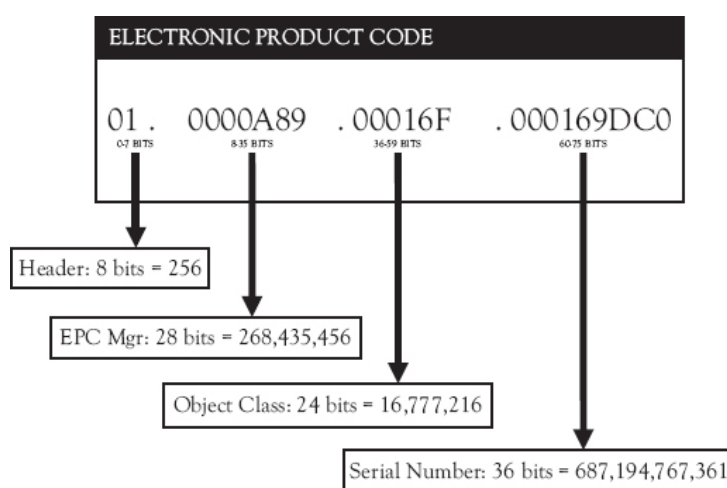 ELECTRONIC PRODUCT CODE
01 . 0000A89 . 00016F . 000169DC0
0-7 BITS 8-35 BITS 36-59 BITS 60-75 BITS
Header: 8 bits = 256
EPC Mgr: 28 bits = 268,435,456
Object Class: 24 bits = 16,777,216
Serial Number: 36 bits = 687,194,767,361